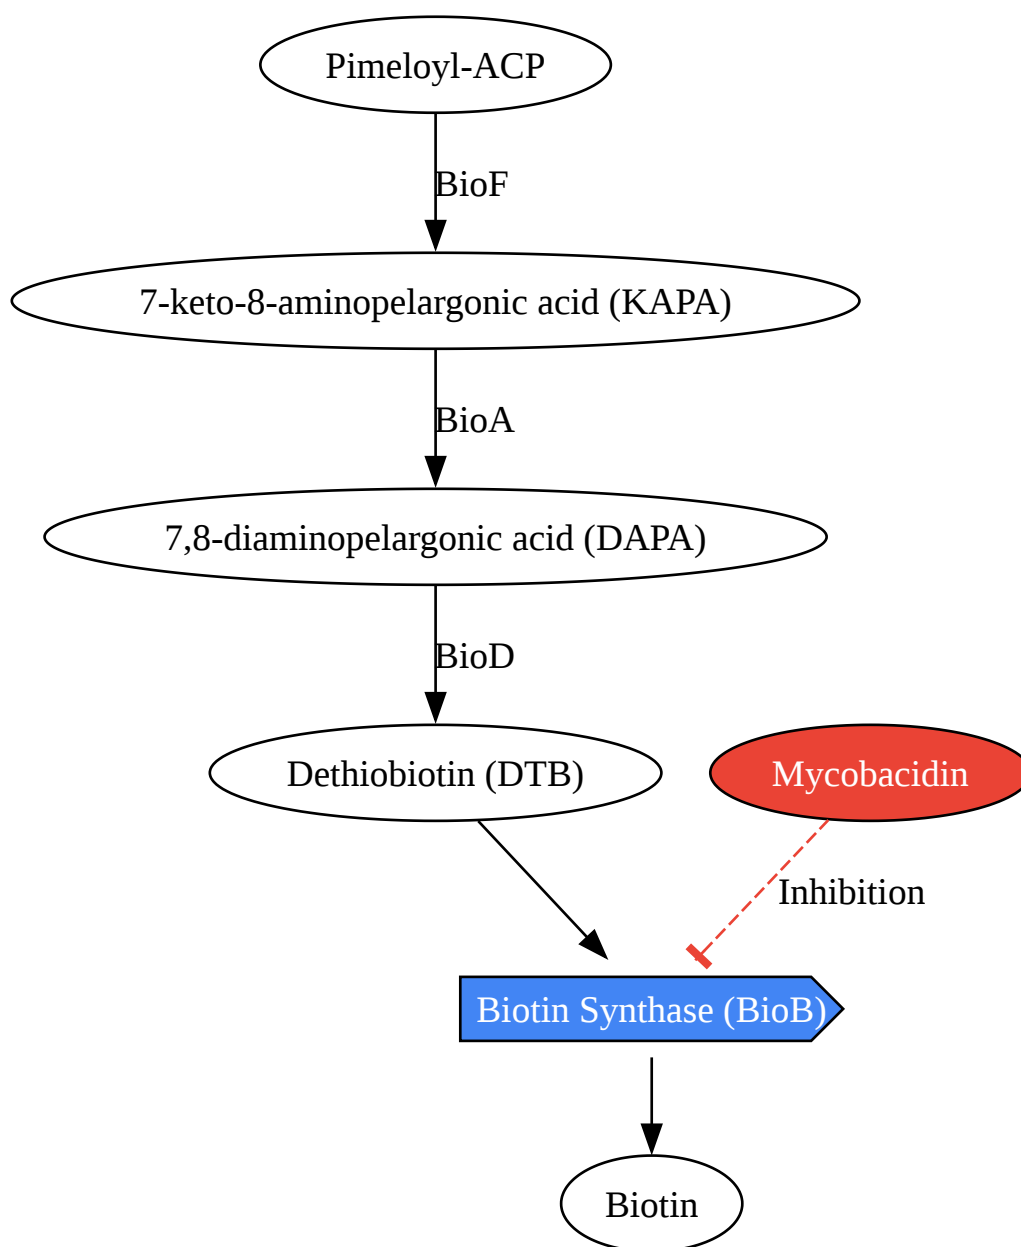 Pimeloyl-ACP
BioF
7-keto-8-aminopelargonic acid (KAPA)
BioA
7,8-diaminopelargonic acid (DAPA)
BioD
Dethiobiotin (DTB)
Mycobacidin
Inhibition
Biotin Synthase (BioB)
Biotin